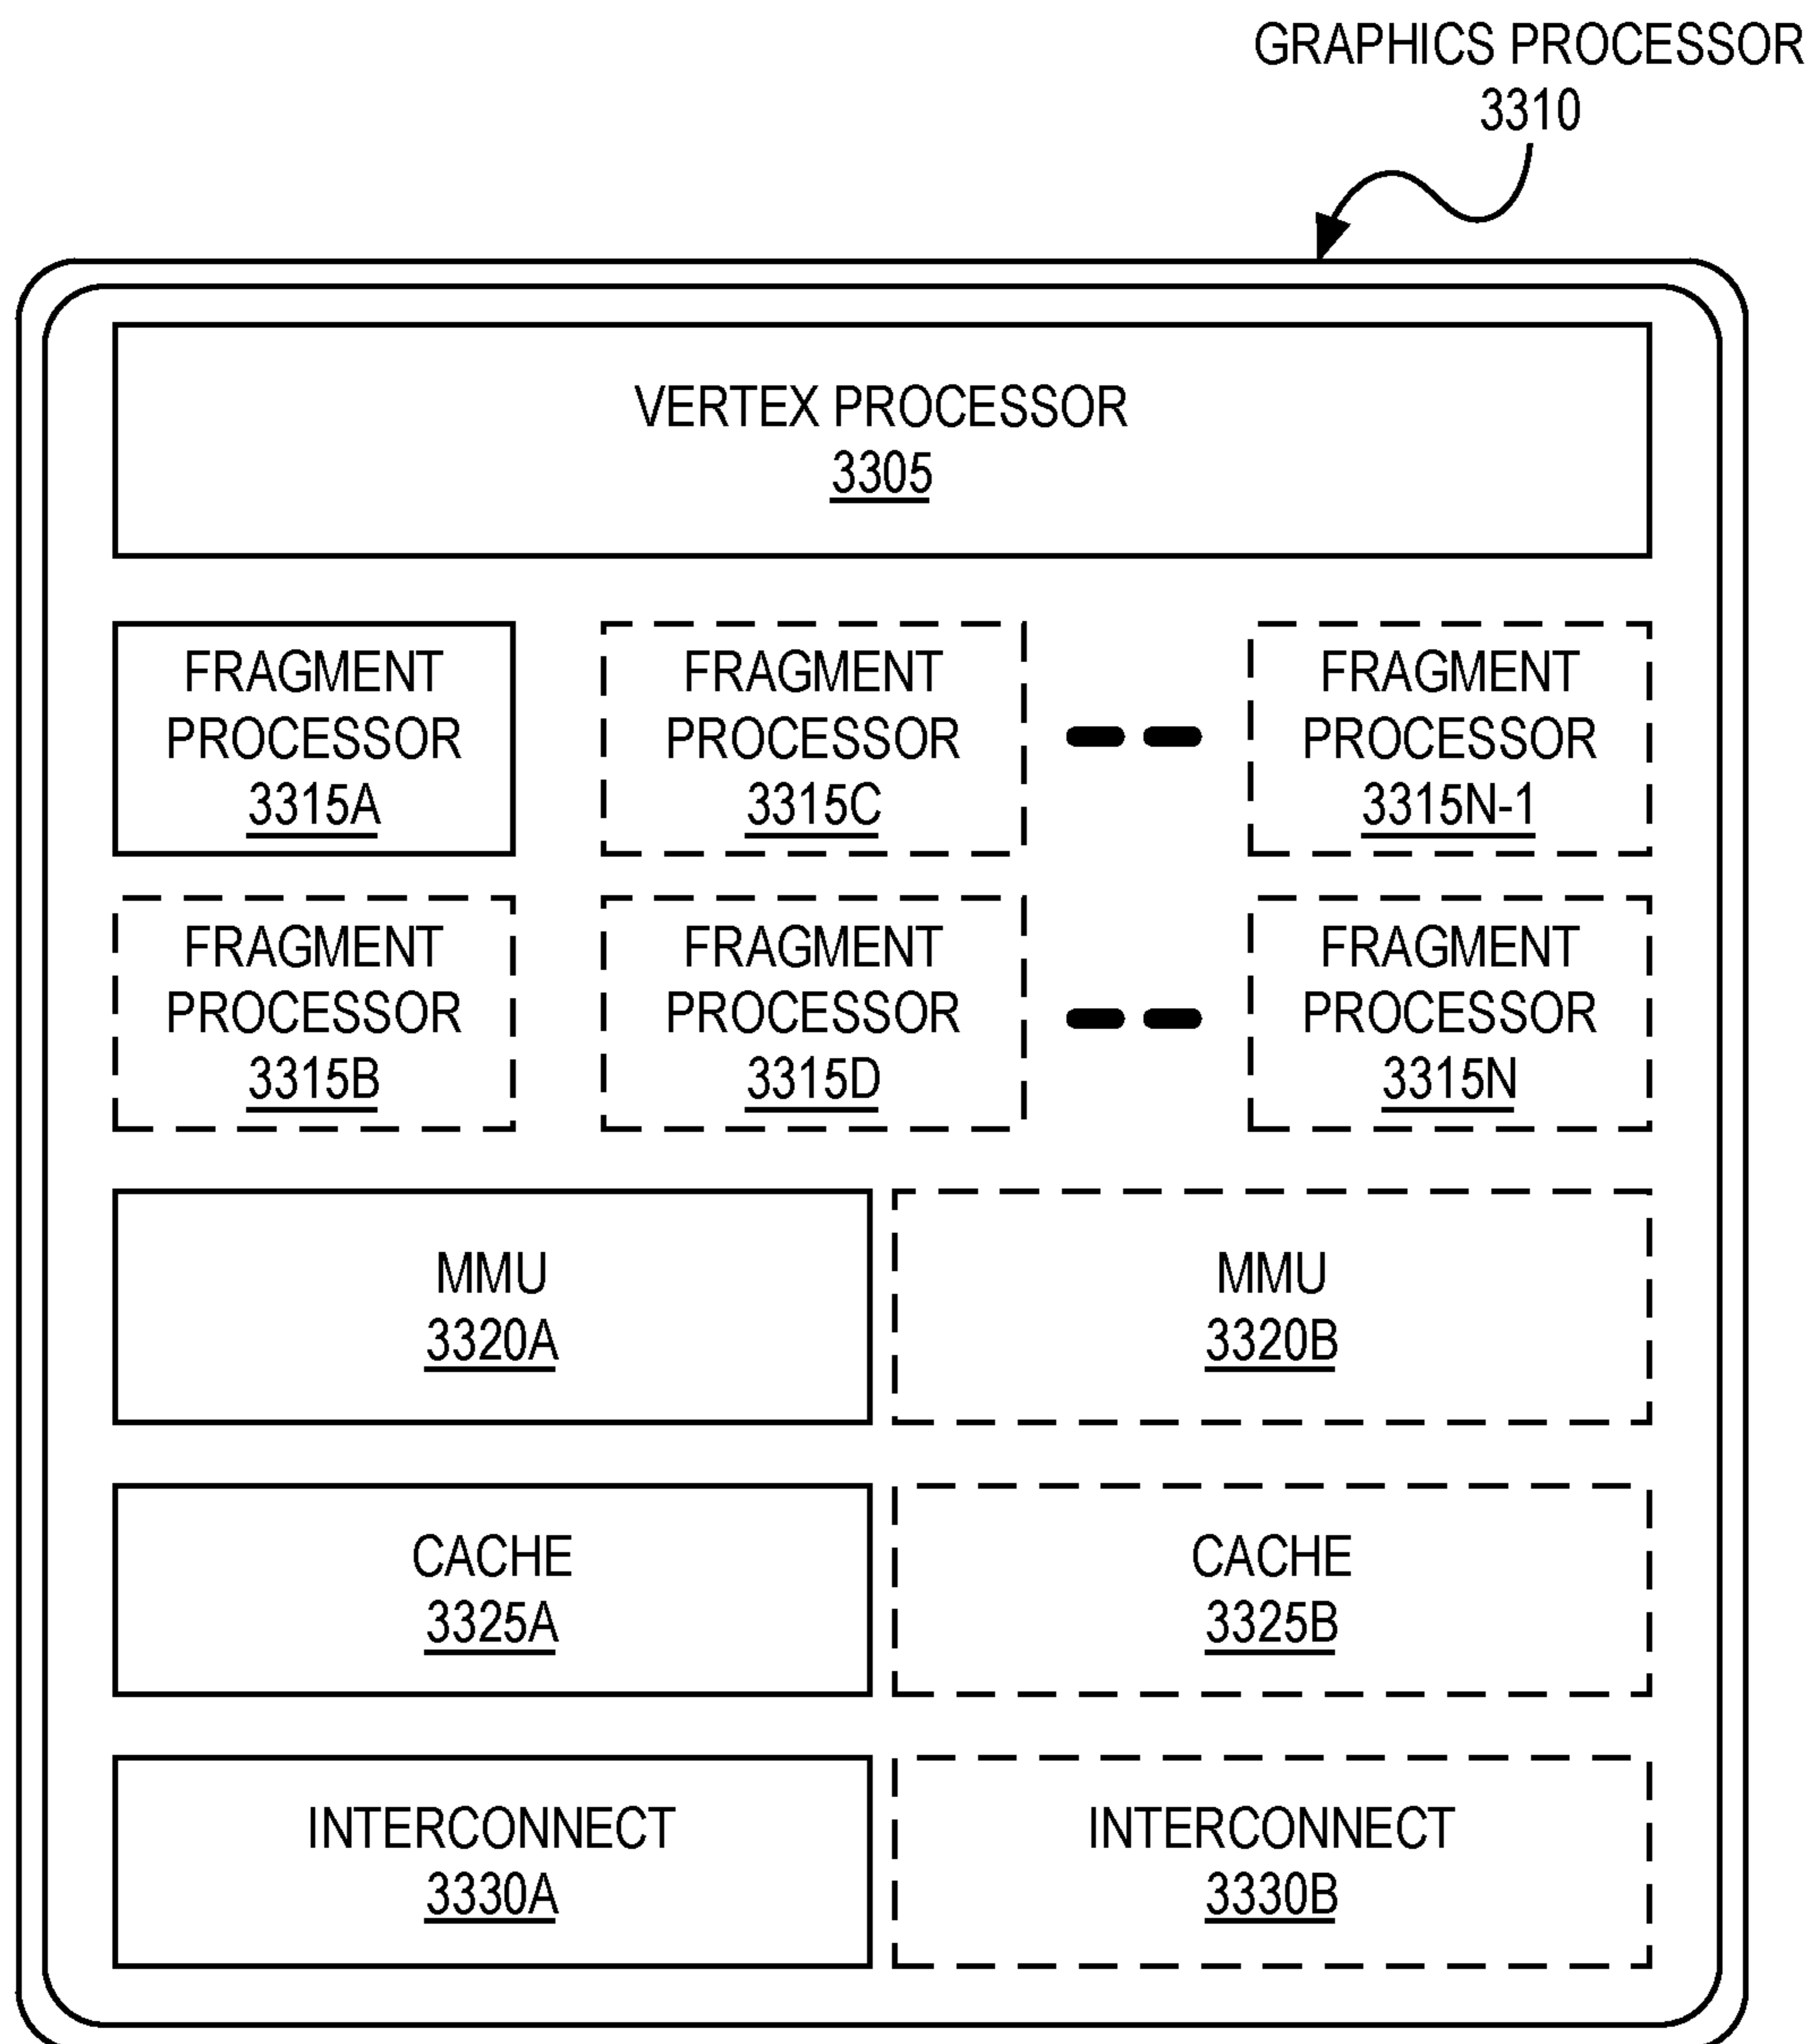 GRAPHICS PROCESSOR
3310
VERTEX PROCESSOR
3305
FRAGMENT
PROCESSOR
3315A
FRAGMENT
PROCESSOR
3315C
FRAGMENT
PROCESSOR
3315N-1
FRAGMENT
PROCESSOR
3315B
FRAGMENT
PROCESSOR
3315D
FRAGMENT
PROCESSOR
3315N
MMU
3320A
MMU
3320B
CACHE
3325A
CACHE
3325B
INTERCONNECT
3330A
INTERCONNECT
3330B